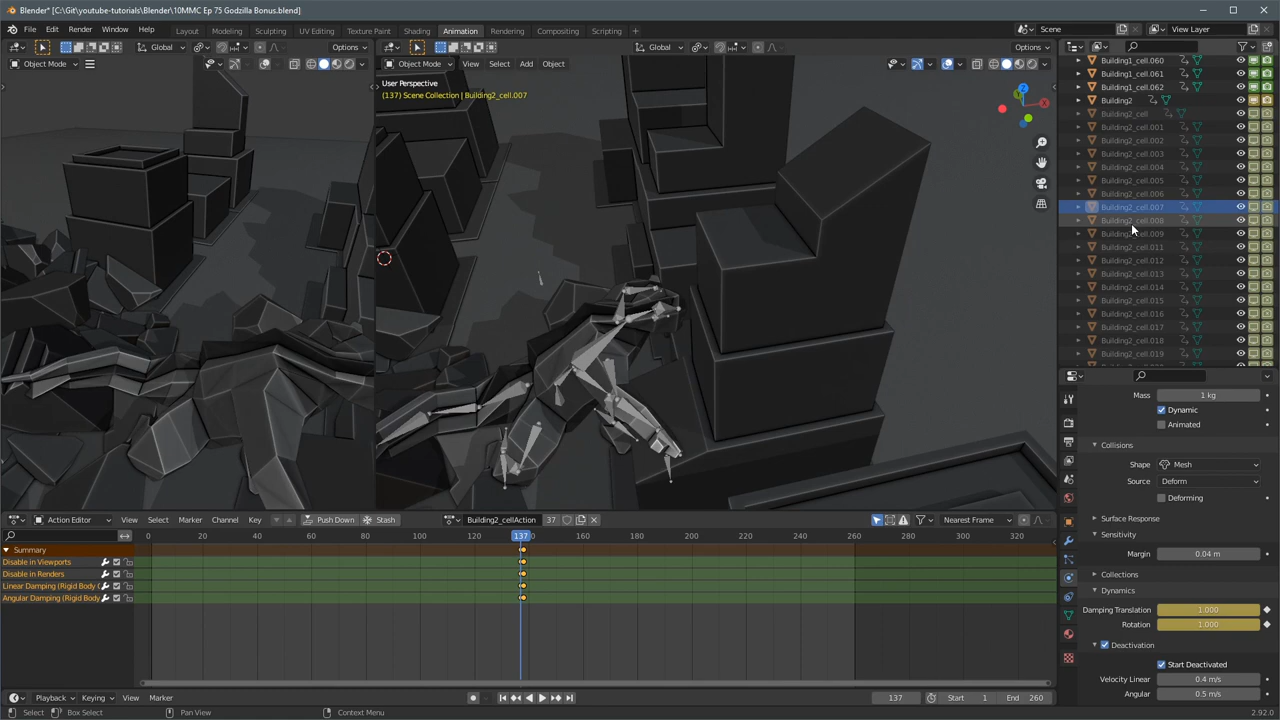 Blender* [C:\Git\youtube-tutorials\Blender\10MMC Ep 75 Godzilla Bonus.blend]
File Edit Render Window Help Layout Modeling Sculpting UV Editing Texture Paint Shading Animation Rendering Compositing Scripting + Scene View Layer
Global Options Global Options
Object Mode Object Mode View Select Add Object
User Perspective
(137) Scene Collection | Building2_cell.007
Building1_cell.060
Building1_cell.061
Building1_cell.062
Building2
Building2_cell
Building2_cell.001
Building2_cell.002
Building2_cell.003
Building2_cell.004
Building2_cell.005
Building2_cell.006
Building2_cell.007
Building2_cell.008
Building2_cell.009
Building2_cell.011
Building2_cell.012
Building2_cell.013
Building2_cell.014
Building2_cell.015
Building2_cell.016
Building2_cell.017
Building2_cell.018
Building2_cell.019
Mass 1 kg
Dynamic
Animated
Collisions
Shape Mesh
Source Deform
Deforming
Surface Response
Sensitivity
Margin 0.04 m
Collections
Dynamics
Damping Translation 1.000
Rotation 1.000
Deactivation
Start Deactivated
Velocity Linear 0.4 m/s
Angular 0.5 m/s
Action Editor View Select Marker Channel Key Push Down Stash Building2_cellAction 37 Nearest Frame
0 20 40 60 80 100 120 137 160 180 200 220 240 260 280 300 320
Summary
Disable in Viewports
Disable in Renders
Linear Damping (Rigid Body (
Angular Damping (Rigid Body
Playback Keying View Marker 137 Start 1 End 260
Select Box Select Pan View Context Menu 2.92.0